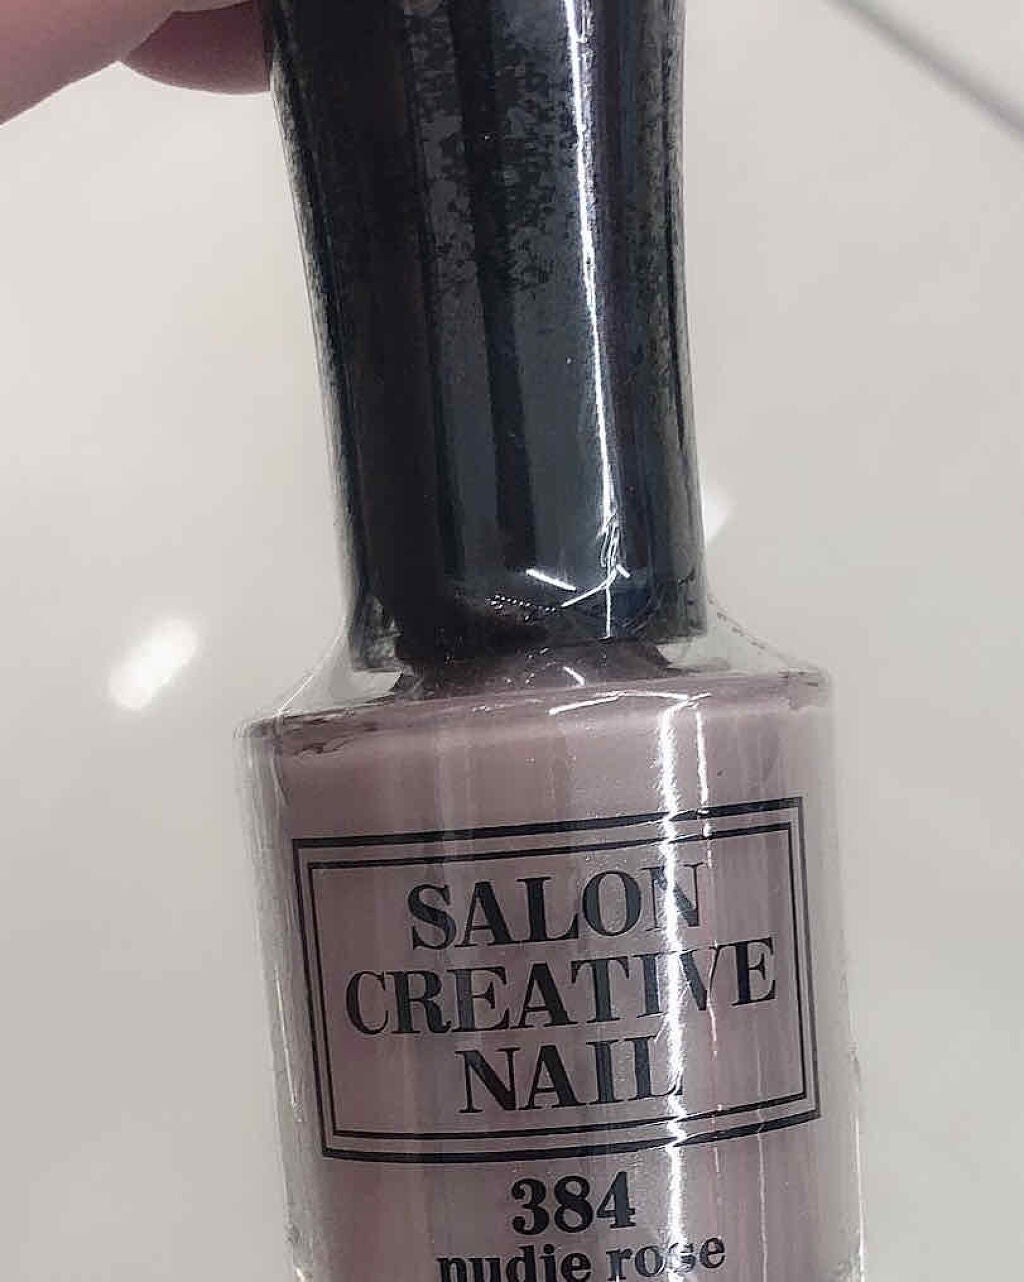 SALON
CREATIVE
NAIL
384
nudie rose